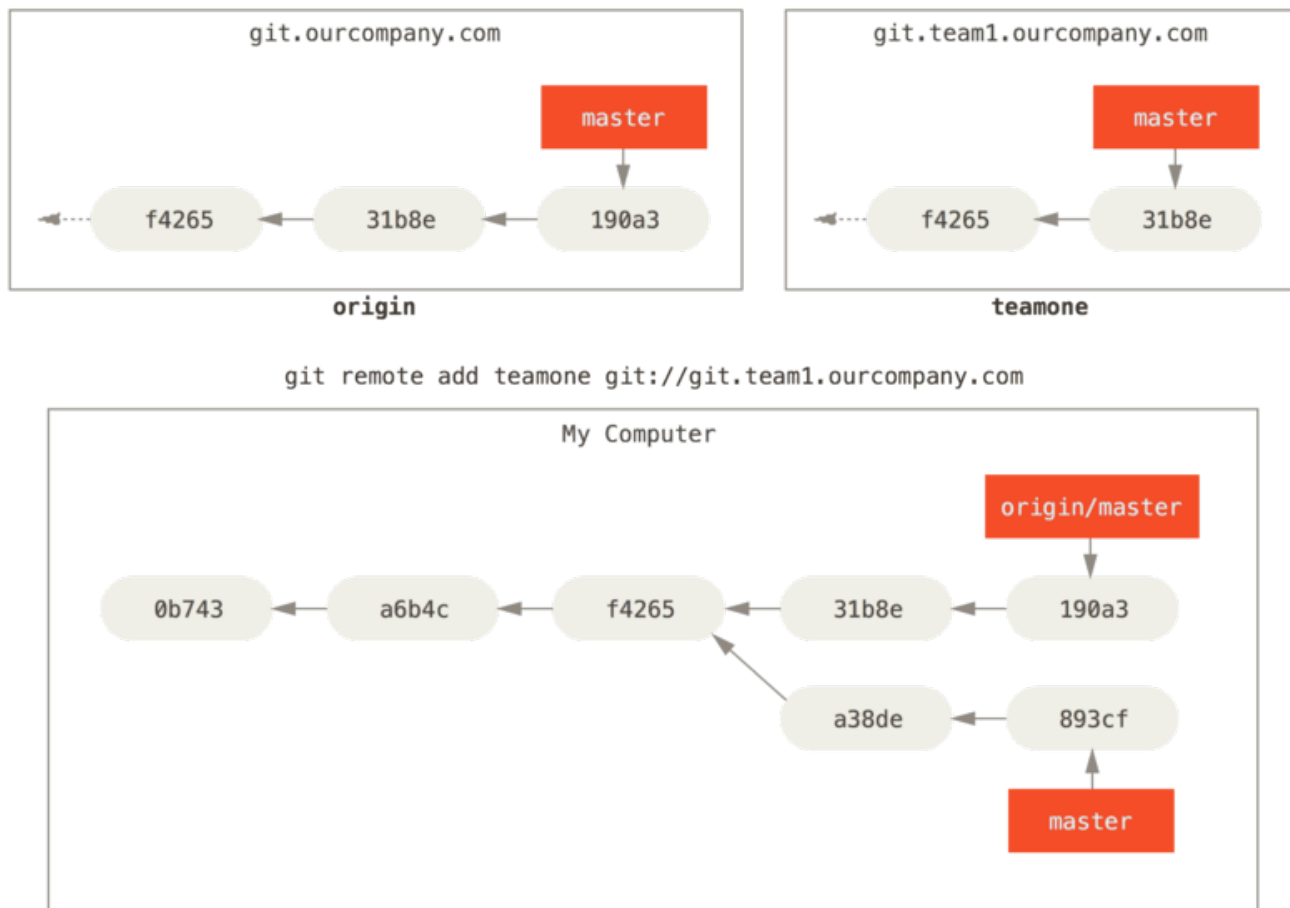 git.ourcompany.com
master
f4265 31b8e 190a3
origin
git.team1.ourcompany.com
master
f4265 31b8e
teamone
git remote add teamone git://git.team1.ourcompany.com
My Computer
origin/master
0b743 a6b4c f4265 31b8e 190a3
a38de 893cf
master